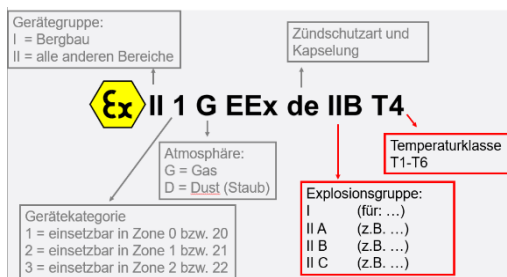 Gerätegruppe:
I = Bergbau
II = alle anderen Bereiche
Zündschutzart und
Kapselung
Ex II 1 G EEx de IIB T4
Atmosphäre:
G = Gas
D = Dust (Staub)
Temperaturklasse
T1-T6
Gerätekategorie
1 = einsetzbar in Zone 0 bzw. 20
2 = einsetzbar in Zone 1 bzw. 21
3 = einsetzbar in Zone 2 bzw. 22
Explosionsgruppe:
I (für: ...)
II A (z.B. ...)
II B (z.B. ...)
II C (z.B. ...)